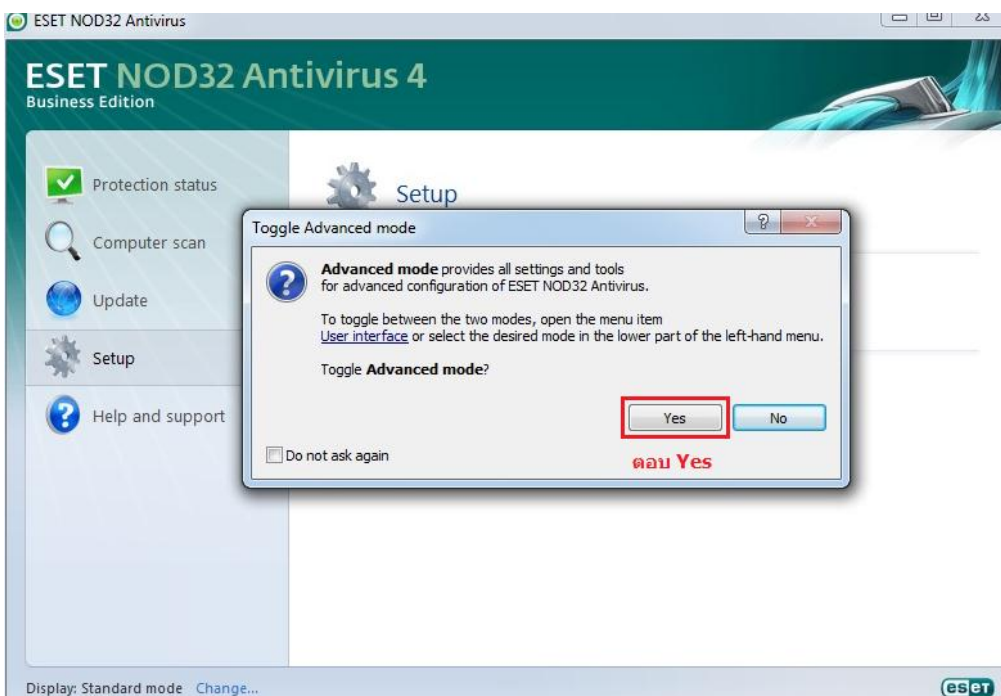 ESET NOD32 Antivirus
ESET NOD32 Antivirus 4
Business Edition
Protection status
Computer scan
Update
Setup
Help and support
Setup
Toggle Advanced mode
Advanced mode provides all settings and tools
for advanced configuration of ESET NOD32 Antivirus.
To toggle between the two modes, open the menu item
User interface or select the desired mode in the lower part of the left-hand menu.
Toggle Advanced mode?
Yes
No
Do not ask again
ตอบ Yes
Display: Standard mode Change...
eset